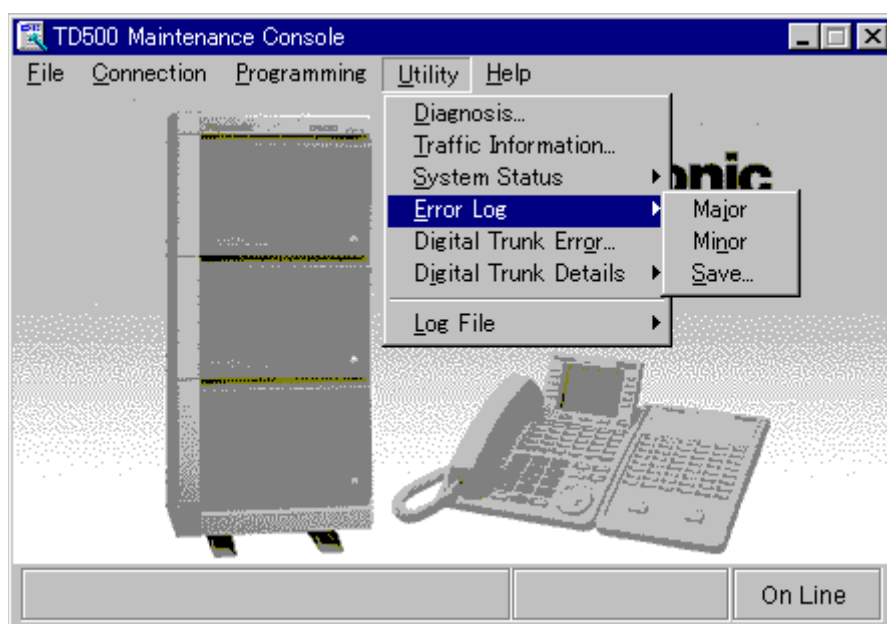 TD500 Maintenance Console
File Connection Programming Utility Help
Diagnosis...
Traffic Information...
System Status
Error Log
Digital Trunk Error...
Digital Trunk Details
Log File
Major
Minor
Save...
On Line